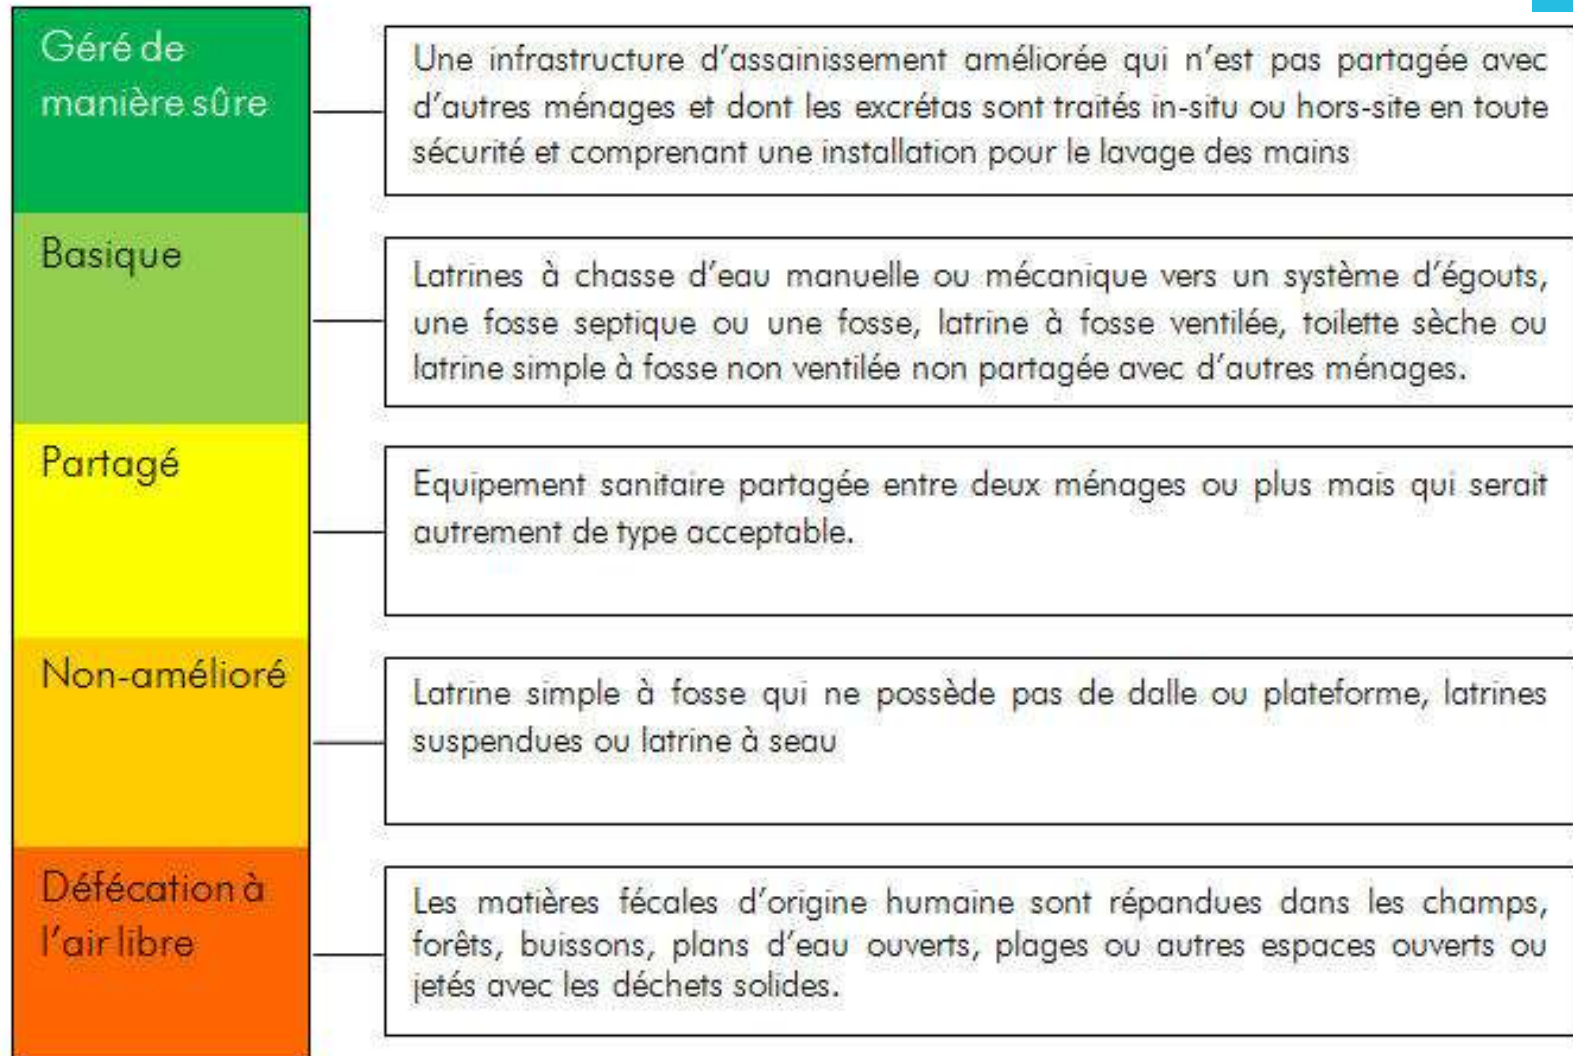 Géré de
manière sûre
Une infrastructure d'assainissement améliorée qui n'est pas partagée avec
d'autres ménages et dont les excrétas sont traités in-situ ou hors-site en toute
sécurité et comprenant une installation pour le lavage des mains
Basique
Latrines à chasse d'eau manuelle ou mécanique vers un système d'égouts,
une fosse septique ou une fosse, latrine à fosse ventilée, toilette sèche ou
latrine simple à fosse non ventilée non partagée avec d'autres ménages.
Partagé
Equipement sanitaire partagée entre deux ménages ou plus mais qui serait
autrement de type acceptable.
Non-amélioré
Latrine simple à fosse qui ne possède pas de dalle ou plateforme, latrines
suspendues ou latrine à seau
Défécation à
l'air libre
Les matières fécales d'origine humaine sont répandues dans les champs,
forêts, buissons, plans d'eau ouverts, plages ou autres espaces ouverts ou
jetés avec les déchets solides.